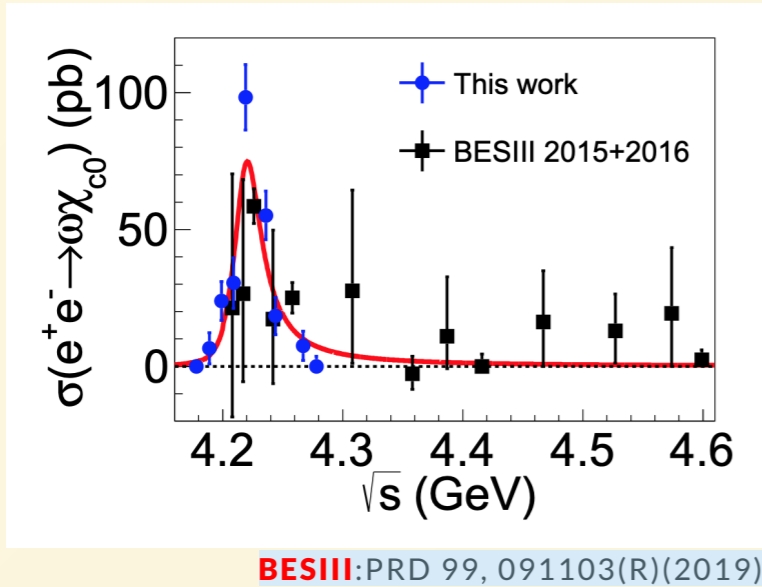 σ(e⁺e⁻→ωχc0) (pb)
100
50
0
This work
BESIII 2015+2016
4.2 4.3 4.4 4.5 4.6
√s (GeV)
BESIII:PRD 99, 091103(R)(2019)